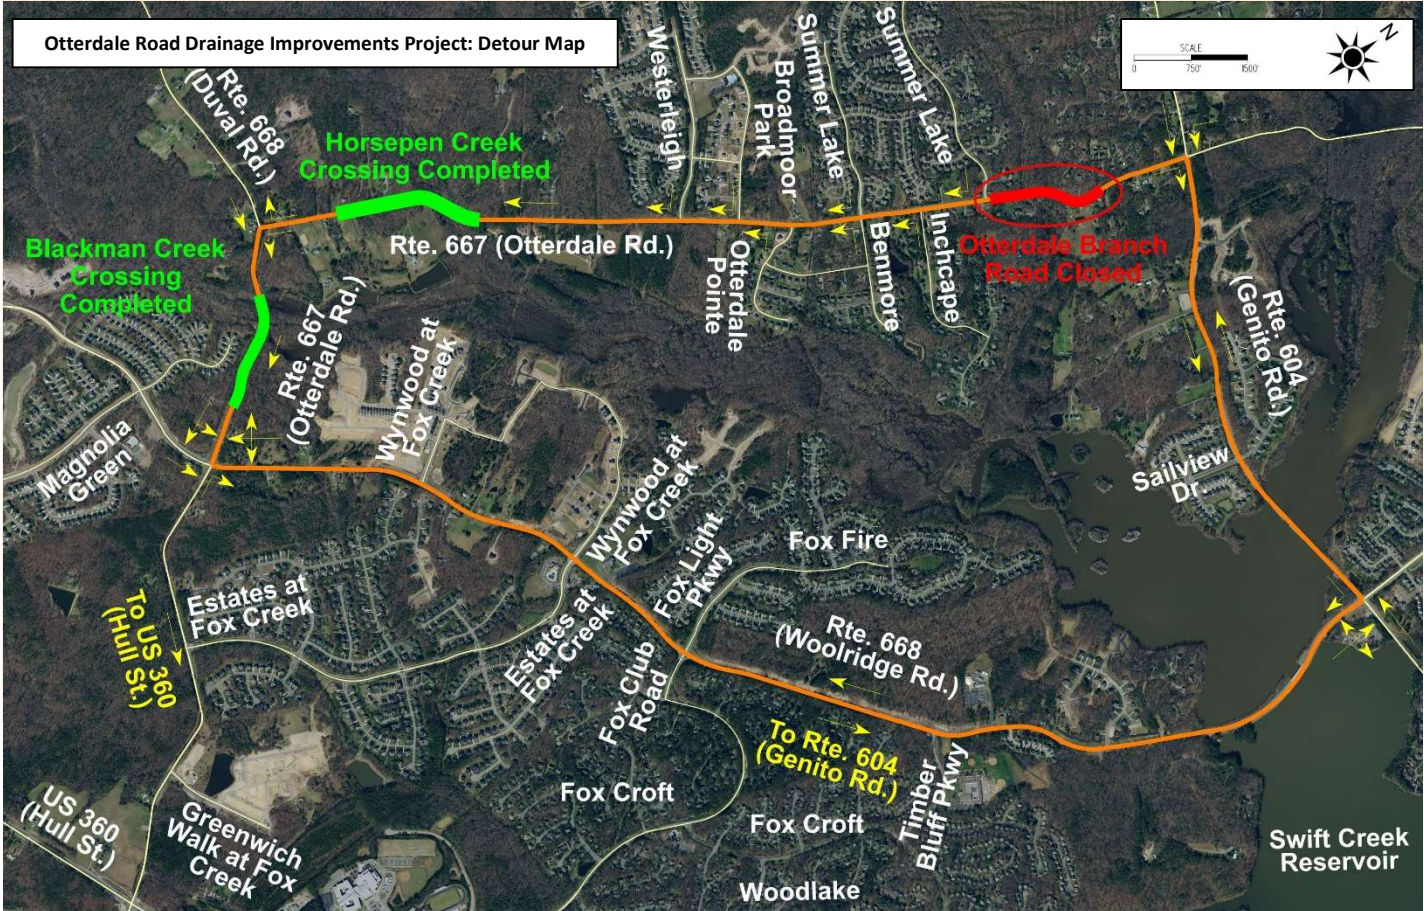 Otterdale Road Drainage Improvements Project: Detour Map
SCALE
0 750' 1500'
N
Rte. 668
(Duval Rd.)
Horsepen Creek
Crossing Completed
Westerleigh
Broadmoor
Park
Summer Lake
Summer Lake
Blackman Creek
Crossing
Completed
Rte. 667 (Otterdale Rd.)
Otterdale
Pointe
Benmore
Inchcape
Otterdale Branch
Road Closed
Rte. 604
(Genito Rd.)
Rte. 667
(Otterdale Rd.)
Wynwood at
Fox Creek
Magnolia
Green
Wynwood at
Fox Creek
Sailview
Dr.
Fox Light
Pkwy
Fox Fire
To US 360
(Hull St.)
Estates at
Fox Creek
Estates at
Fox Creek
Fox Club
Road
Rte. 668
(Woolridge Rd.)
To Rte. 604
(Genito Rd.)
Timber
Bluff Pkwy
US 360
(Hull St.)
Greenwich
Walk at Fox
Creek
Fox Croft
Fox Croft
Woodlake
Swift Creek
Reservoir